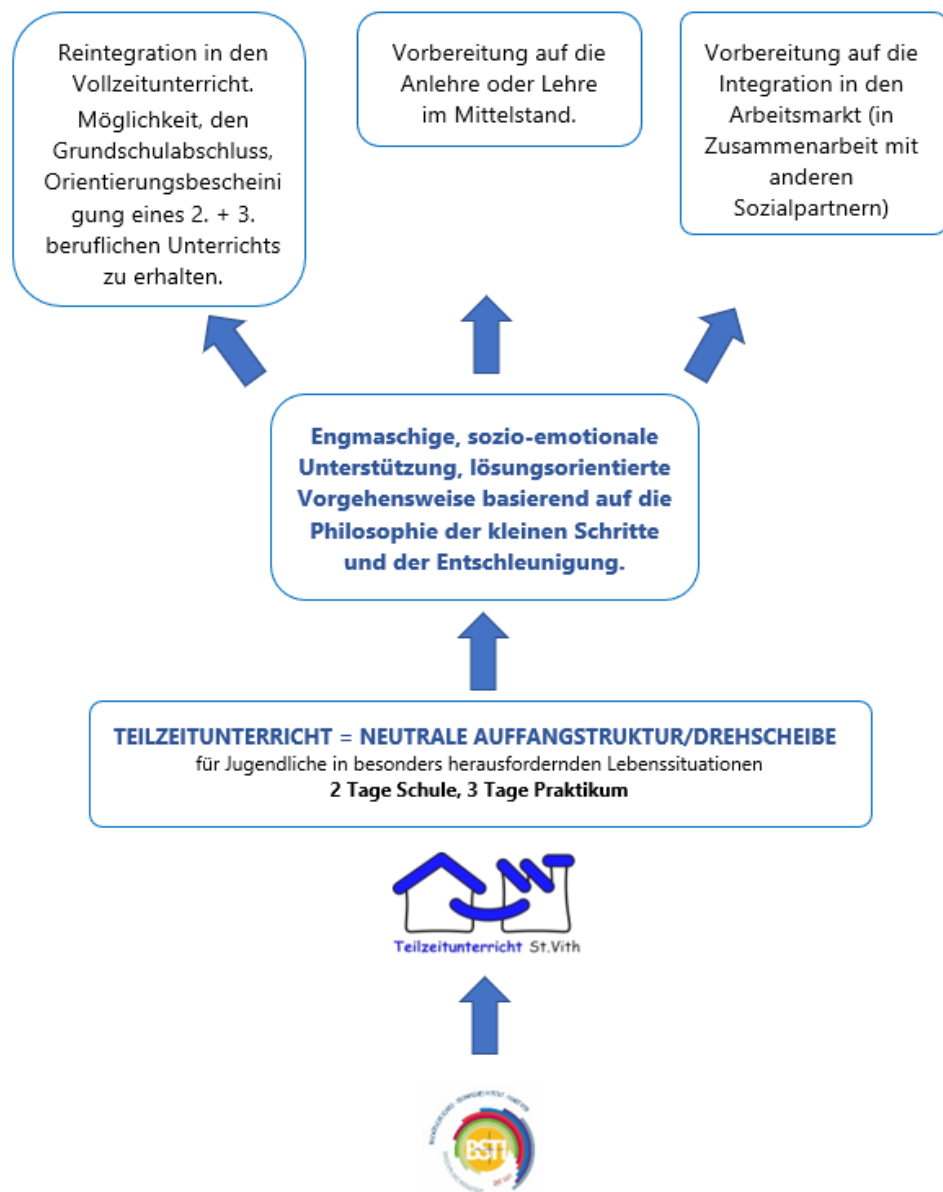 Reintegration in den
Vollzeitunterricht.
Möglichkeit, den
Grundschulabschluss,
Orientierungsbescheini
gung eines 2. + 3.
beruflichen Unterrichts
zu erhalten.
Vorbereitung auf die
Anlehre oder Lehre
im Mittelstand.
Vorbereitung auf die
Integration in den
Arbeitsmarkt (in
Zusammenarbeit mit
anderen
Sozialpartnern)
Engmaschige, sozio-emotionale
Unterstützung, lösungsorientierte
Vorgehensweise basierend auf die
Philosophie der kleinen Schritte
und der Entschleunigung.
TEILZEITUNTERRICHT = NEUTRALE AUFFANGSTRUKTUR/DREHSCHEIBE
für Jugendliche in besonders herausfordernden Lebenssituationen
2 Tage Schule, 3 Tage Praktikum
Teilzeitunterricht St.Vith
BSTI